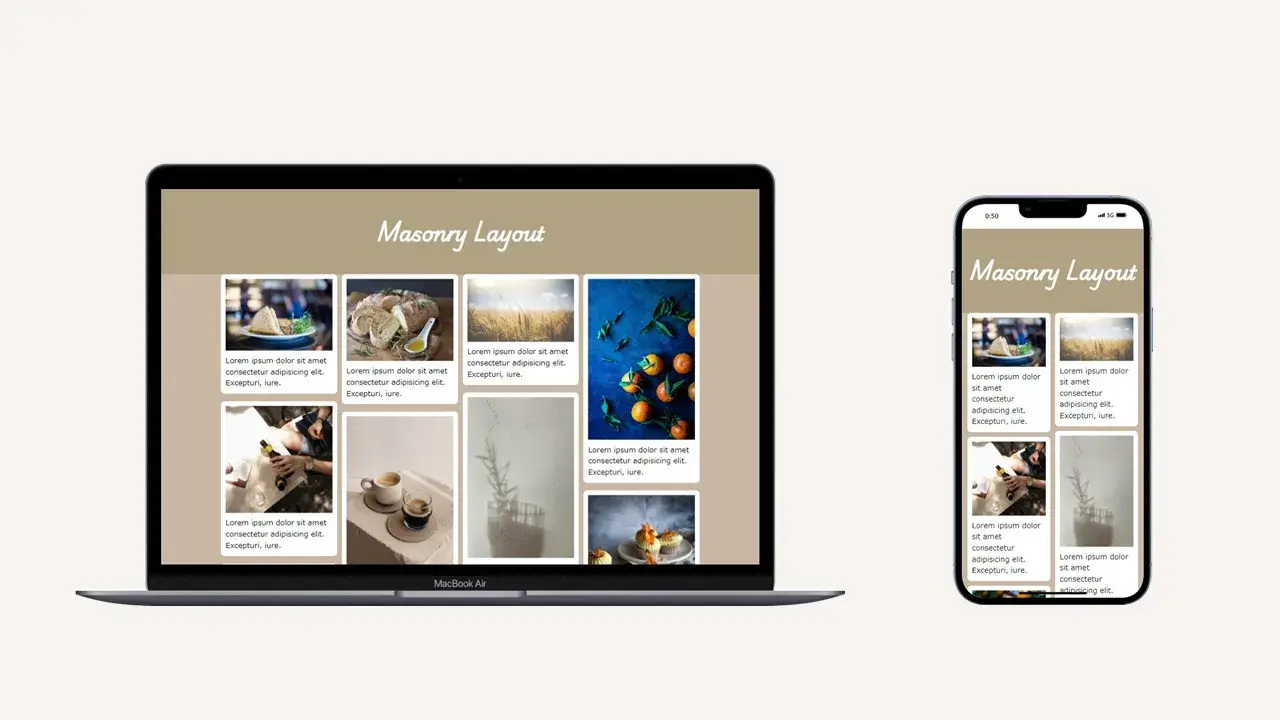 Masonry Layout
Lorem ipsum dolor sit amet
consectetur adipisicing elit.
Excepturi, iure.
Lorem ipsum dolor sit amet
consectetur adipisicing elit.
Excepturi, iure.
Lorem ipsum dolor sit amet
consectetur adipisicing elit.
Excepturi, iure.
Lorem ipsum dolor sit amet
consectetur adipisicing elit.
Excepturi, iure.
Lorem ipsum dolor sit amet
consectetur adipisicing elit.
Excepturi, iure.
MacBook Air
0:50
5G
Masonry Layout
Lorem ipsum dolor
sit amet
consectetur
adipisicing elit.
Excepturi, iure.
Lorem ipsum dolor
sit amet
consectetur
adipisicing elit.
Excepturi, iure.
Lorem ipsum dolor
sit amet
consectetur
adipisicing elit.
Excepturi, iure.
Lorem ipsum dolor
sit amet
consectetur
adipisicing elit.